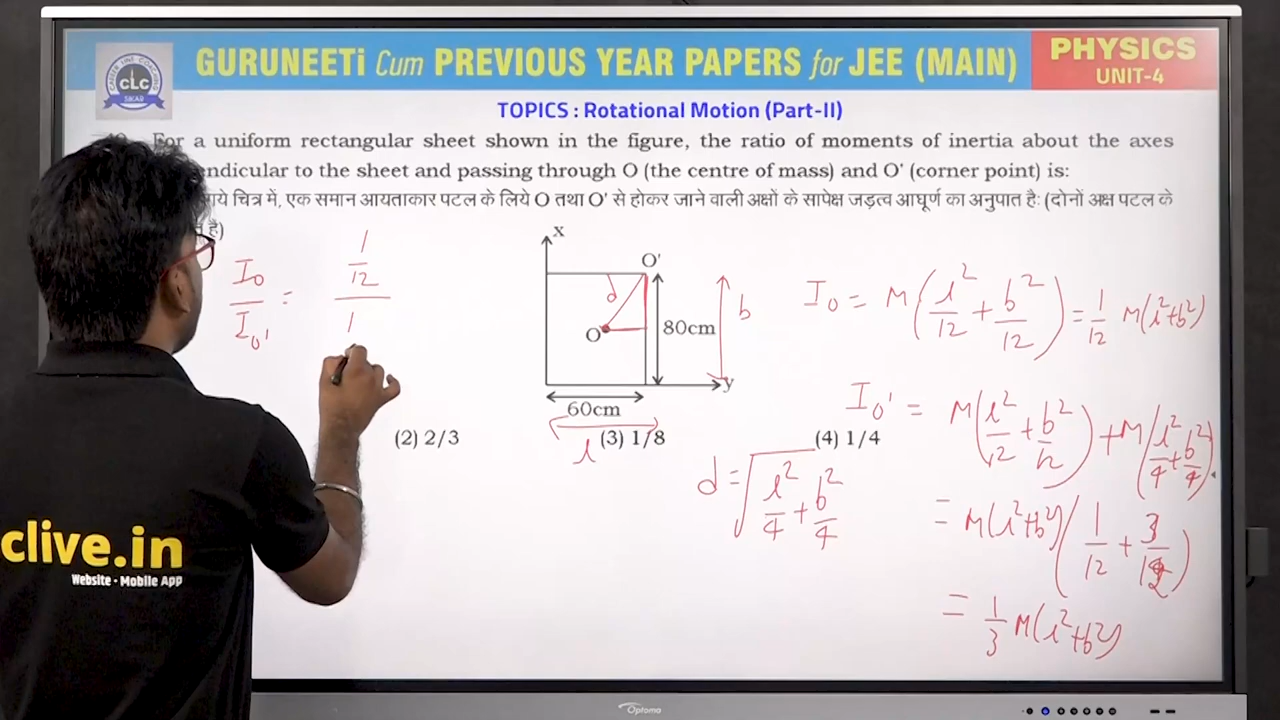 GURUNEETi Cum PREVIOUS YEAR PAPERS for JEE (MAIN)
PHYSICS
UNIT-4
CLC
SIKAR
TOPICS : Rotational Motion (Part-II)
For a uniform rectangular sheet shown in the figure, the ratio of moments of inertia about the axes
ndicular to the sheet and passing through O (the centre of mass) and O' (corner point) is:
ये चित्र में, एक समान आयताकार पटल के लिये O तथा O' से होकर जाने वाली अक्षों के सापेक्ष जड़त्व आघूर्ण का अनुपात है: (दोनों अक्ष पटल के
है)
I₀/I₀' = (1/12)/(1
x
O'
d
O
80cm
b
y
60cm
l
I₀ = M(l²/12 + b²/12) = 1/12 M(l²+b²)
I₀' = M(l²/12 + b²/12) + M(l²/4 + b²/4)
(2) 2/3
(3) 1/8
(4) 1/4
d = √(l²/4 + b²/4)
= M(l²+b²)(1/12 + 3/12)
= 1/3 M(l²+b²)
clive.in
Website • Mobile App
Optoma